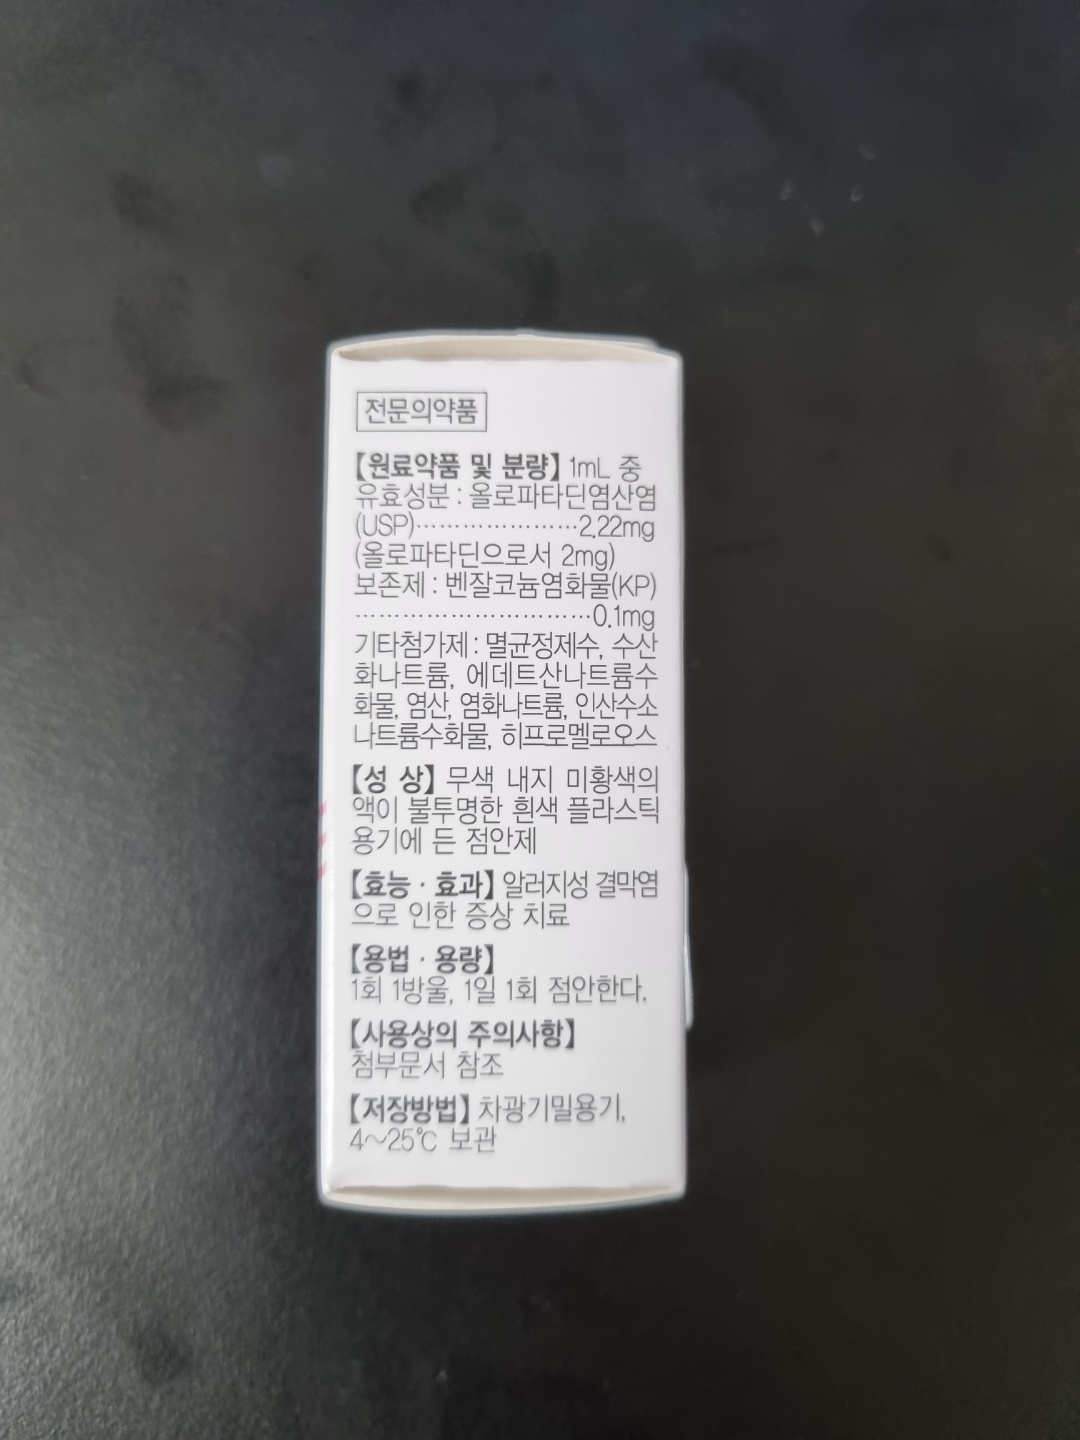 전문의약품
【원료약품 및 분량】 1mL 중
유효성분 : 올로파타딘염산염
(USP)·····················2.22mg
(올로파타딘으로서 2mg)
보존제 : 벤잘코늄염화물(KP)
·····························0.1mg
기타첨가제 : 멸균정제수, 수산
화나트륨, 에데트산나트륨수
화물, 염산, 염화나트륨, 인산수소
나트륨수화물, 히프로멜로오스
【성 상】 무색 내지 미황색의
액이 불투명한 흰색 플라스틱
용기에 든 점안제
【효능 · 효과】 알러지성 결막염
으로 인한 증상 치료
【용법 · 용량】
1회 1방울, 1일 1회 점안한다.
【사용상의 주의사항】
첨부문서 참조
【저장방법】 차광기밀용기,
4~25℃ 보관